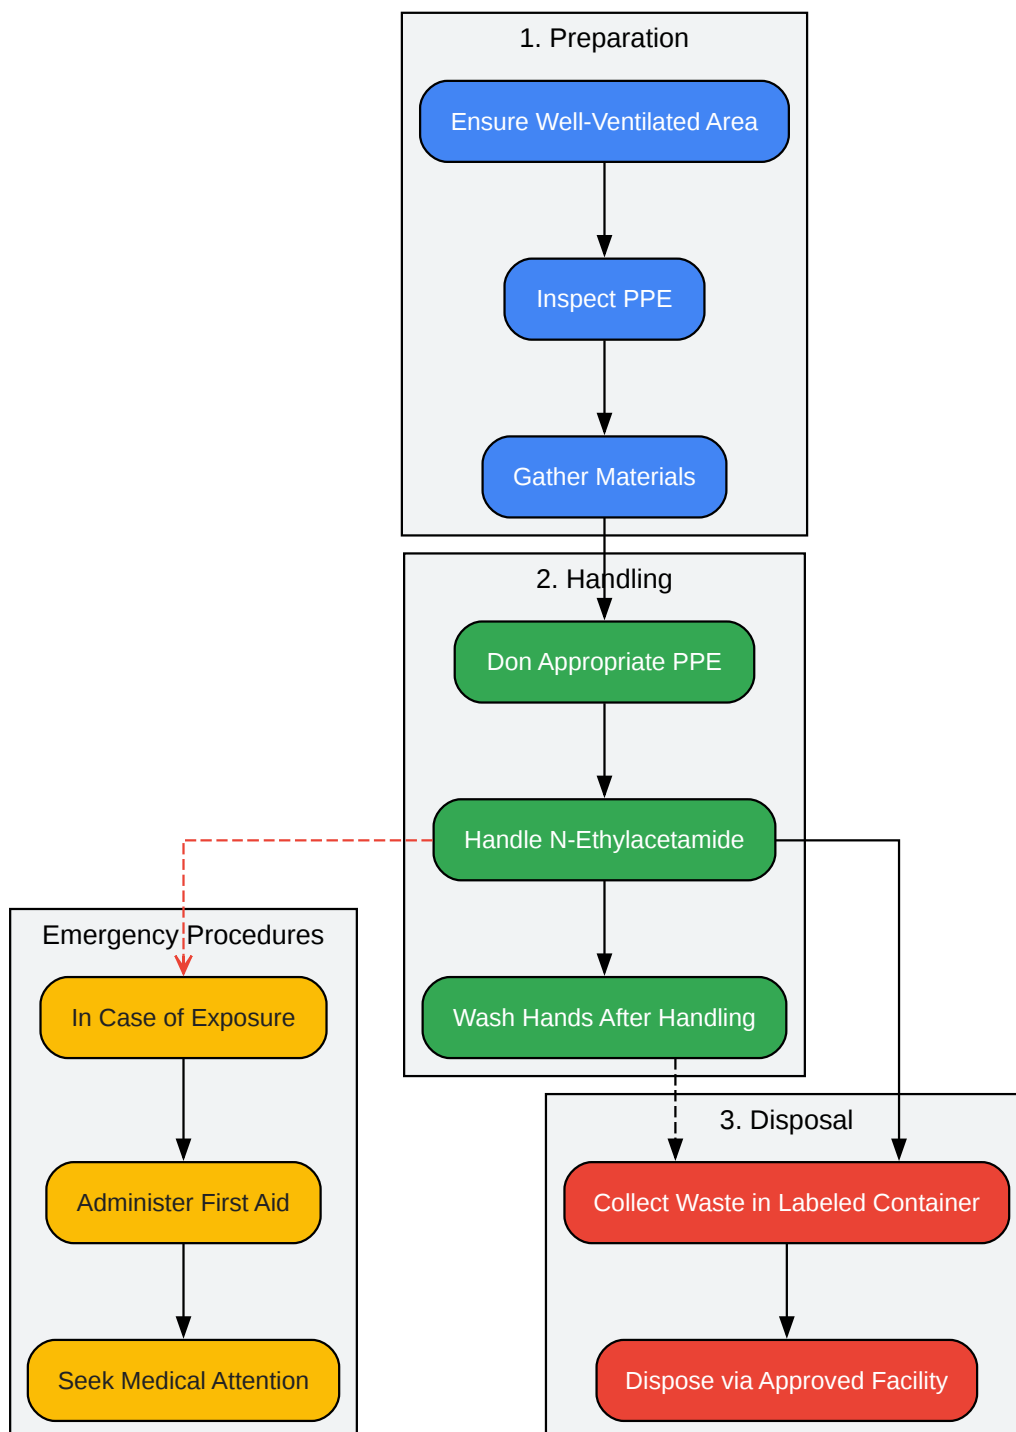 1. Preparation
Ensure Well-Ventilated Area
Inspect PPE
Gather Materials
2. Handling
Don Appropriate PPE
Handle N-Ethylacetamide
Wash Hands After Handling
Emergency Procedures
In Case of Exposure
Administer First Aid
Seek Medical Attention
3. Disposal
Collect Waste in Labeled Container
Dispose via Approved Facility